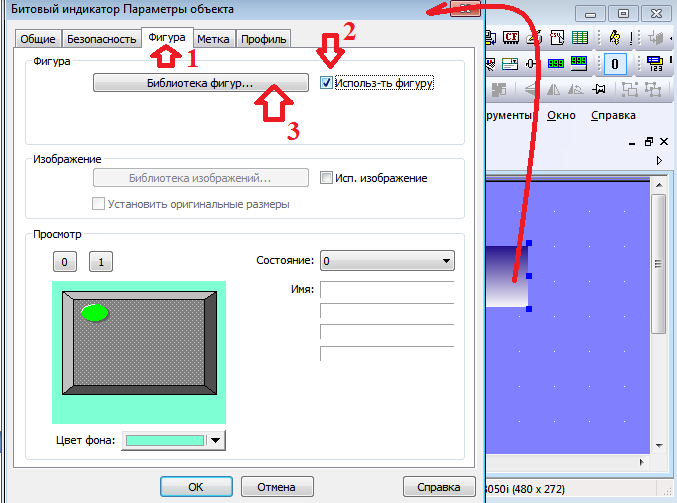 Битовый индикатор Параметры объекта
Общие Безопасность Фигура Метка Профиль
1
2
Фигура
Библиотека фигур...
Использ-ть фигуру
3
Изображение
Библиотека изображений...
Исп. изображение
Установить оригинальные размеры
Просмотр
0 1
Состояние: 0
Имя:
Цвет фона:
OK Отмена Справка
CF
0
рументы Окно Справка
3050i (480 x 272)